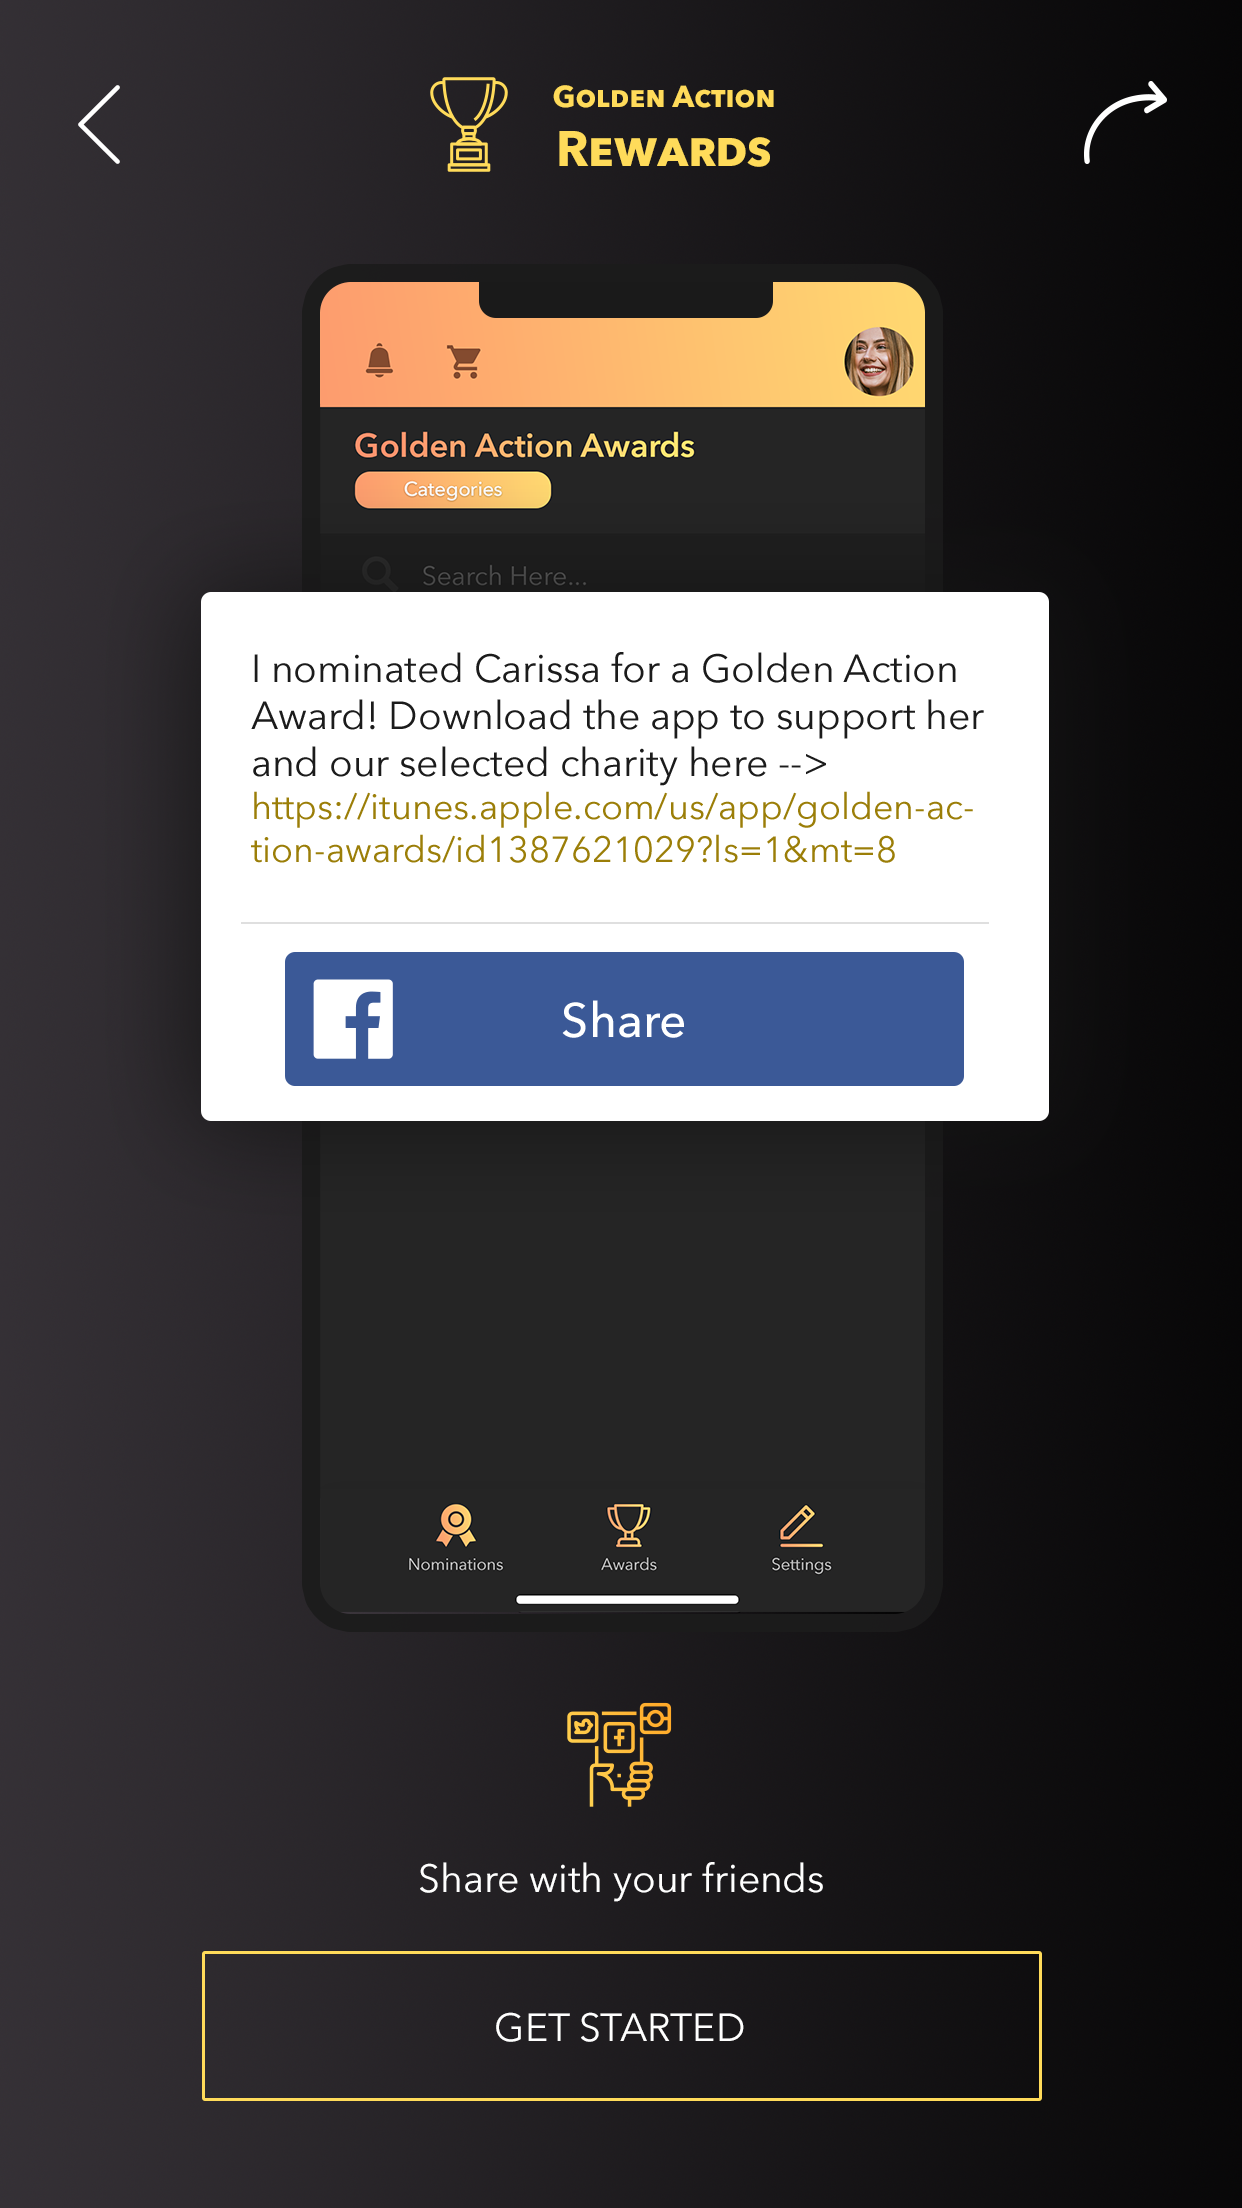 GOLDEN ACTION
REWARDS
Golden Action Awards
Categories
Search Here...
I nominated Carissa for a Golden Action
Award! Download the app to support her
and our selected charity here -->
https://itunes.apple.com/us/app/golden-ac-
tion-awards/id1387621029?ls=1&mt=8
Share
Nominations
Awards
Settings
Share with your friends
GET STARTED